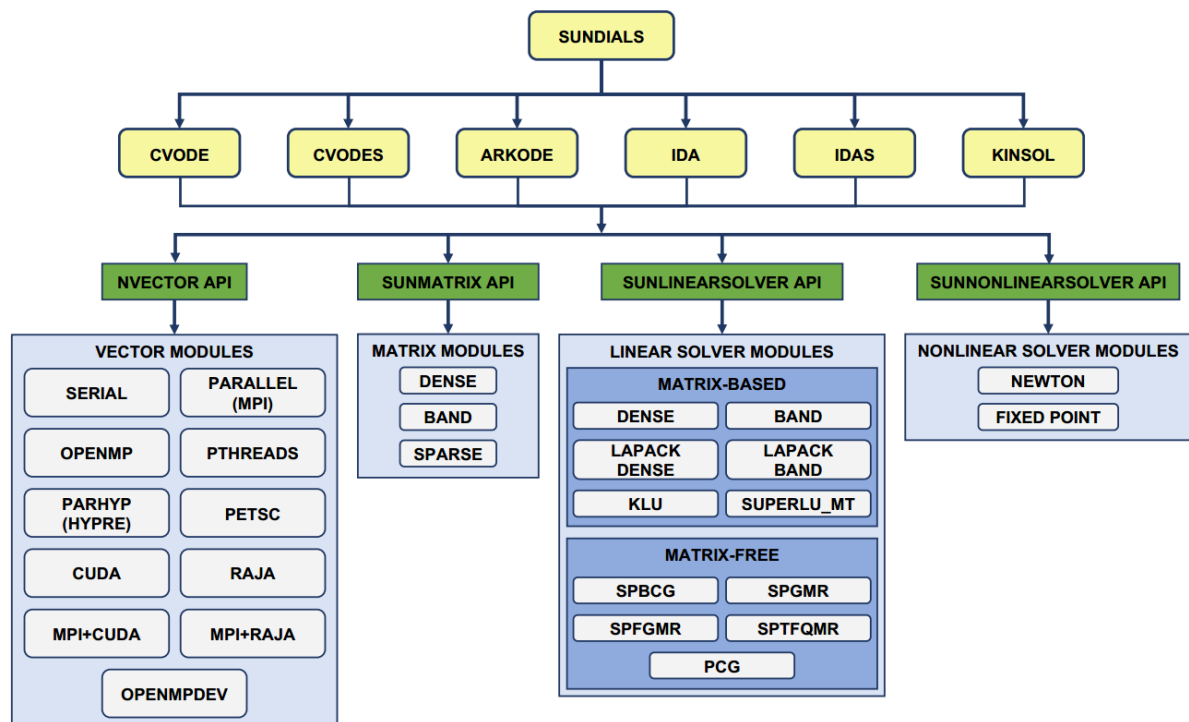 SUNDIALS
CVODE
CVODES
ARKODE
IDA
IDAS
KINSOL
NVECTOR API
SUNMATRIX API
SUNLINEARSOLVER API
SUNNONLINEARSOLVER API
VECTOR MODULES
SERIAL
PARALLEL
(MPI)
OPENMP
PTHREADS
PARHYP
(HYPRE)
PETSC
CUDA
RAJA
MPI+CUDA
MPI+RAJA
OPENMPDEV
MATRIX MODULES
DENSE
BAND
SPARSE
LINEAR SOLVER MODULES
MATRIX-BASED
DENSE
BAND
LAPACK
DENSE
LAPACK
BAND
KLU
SUPERLU_MT
MATRIX-FREE
SPBCG
SPGMR
SPFGMR
SPTFQMR
PCG
NONLINEAR SOLVER MODULES
NEWTON
FIXED POINT